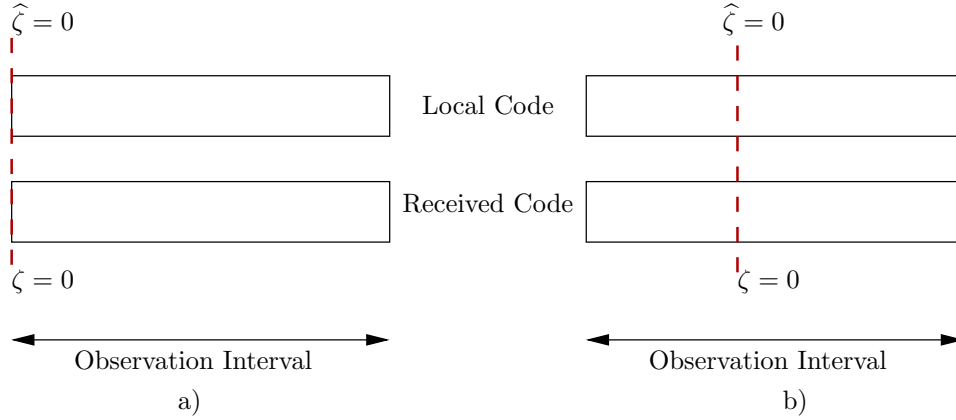 ζ̂ = 0
ζ̂ = 0
Local Code
Received Code
ζ = 0
ζ = 0
Observation Interval
Observation Interval
a)
b)